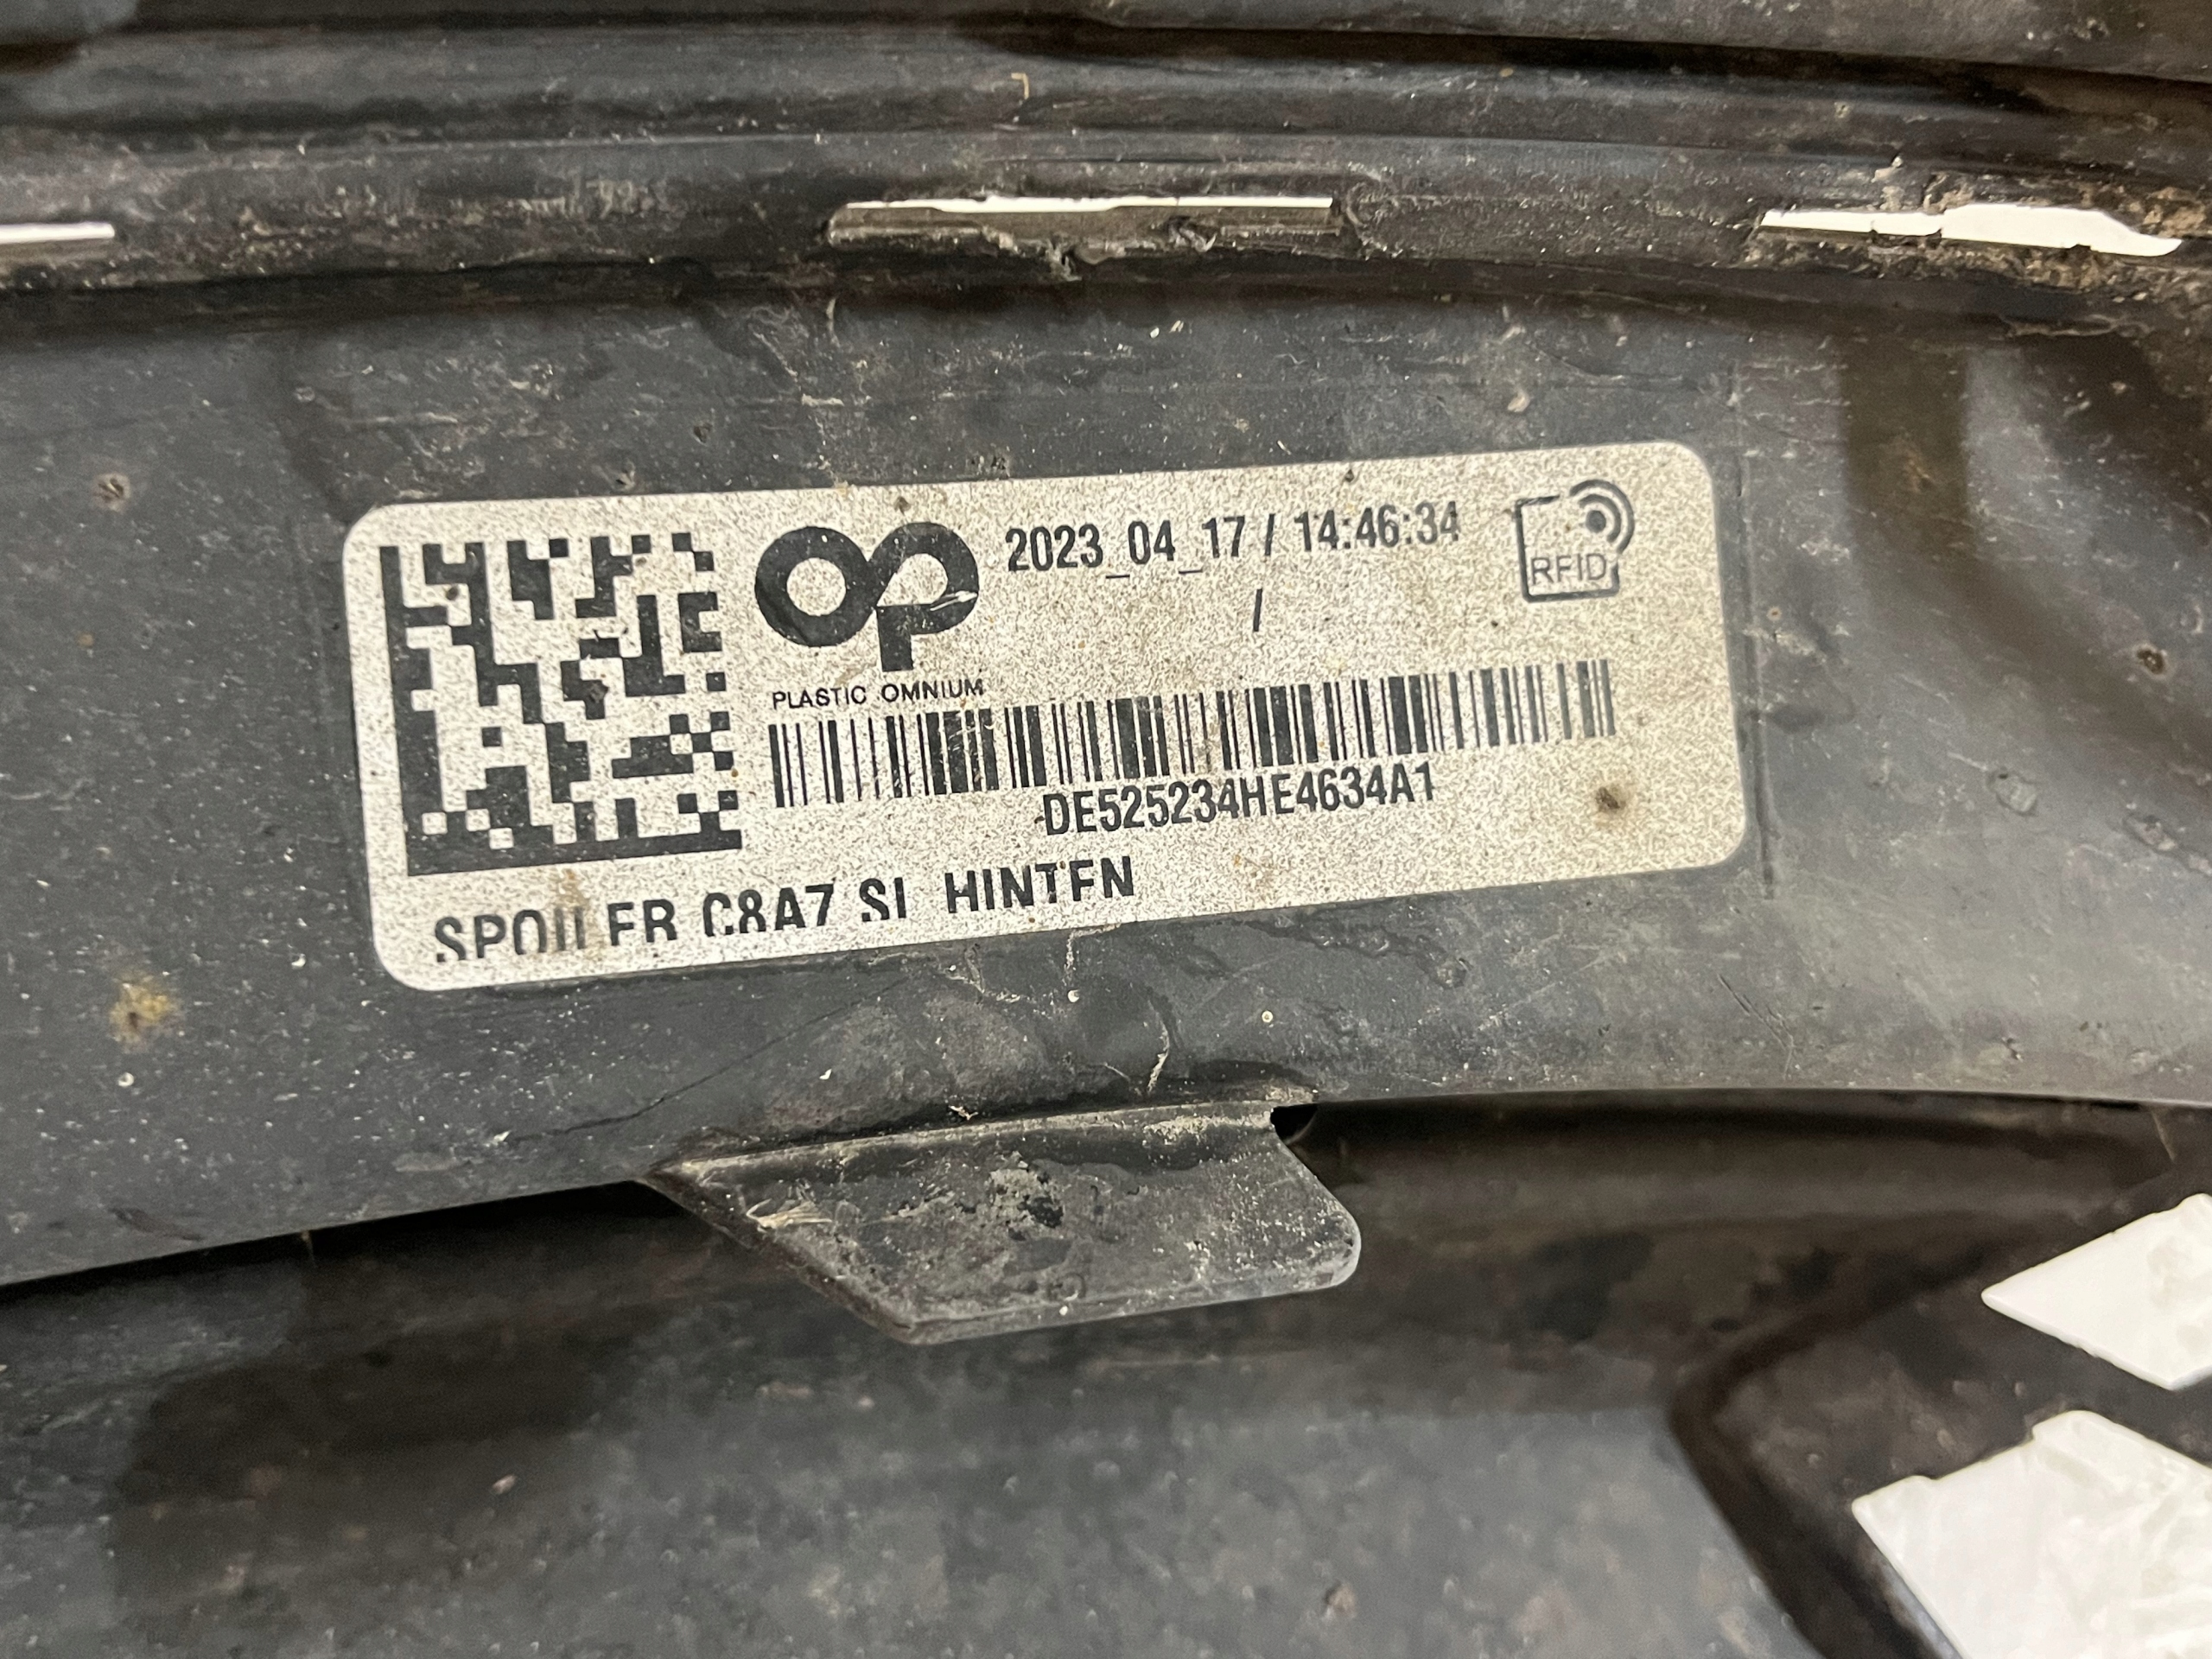 2023_04_17 / 14:46:34
RFID
/
PLASTIC OMNIUM
DE525234HE4634A1
SPOILER C8A7 SL HINTEN